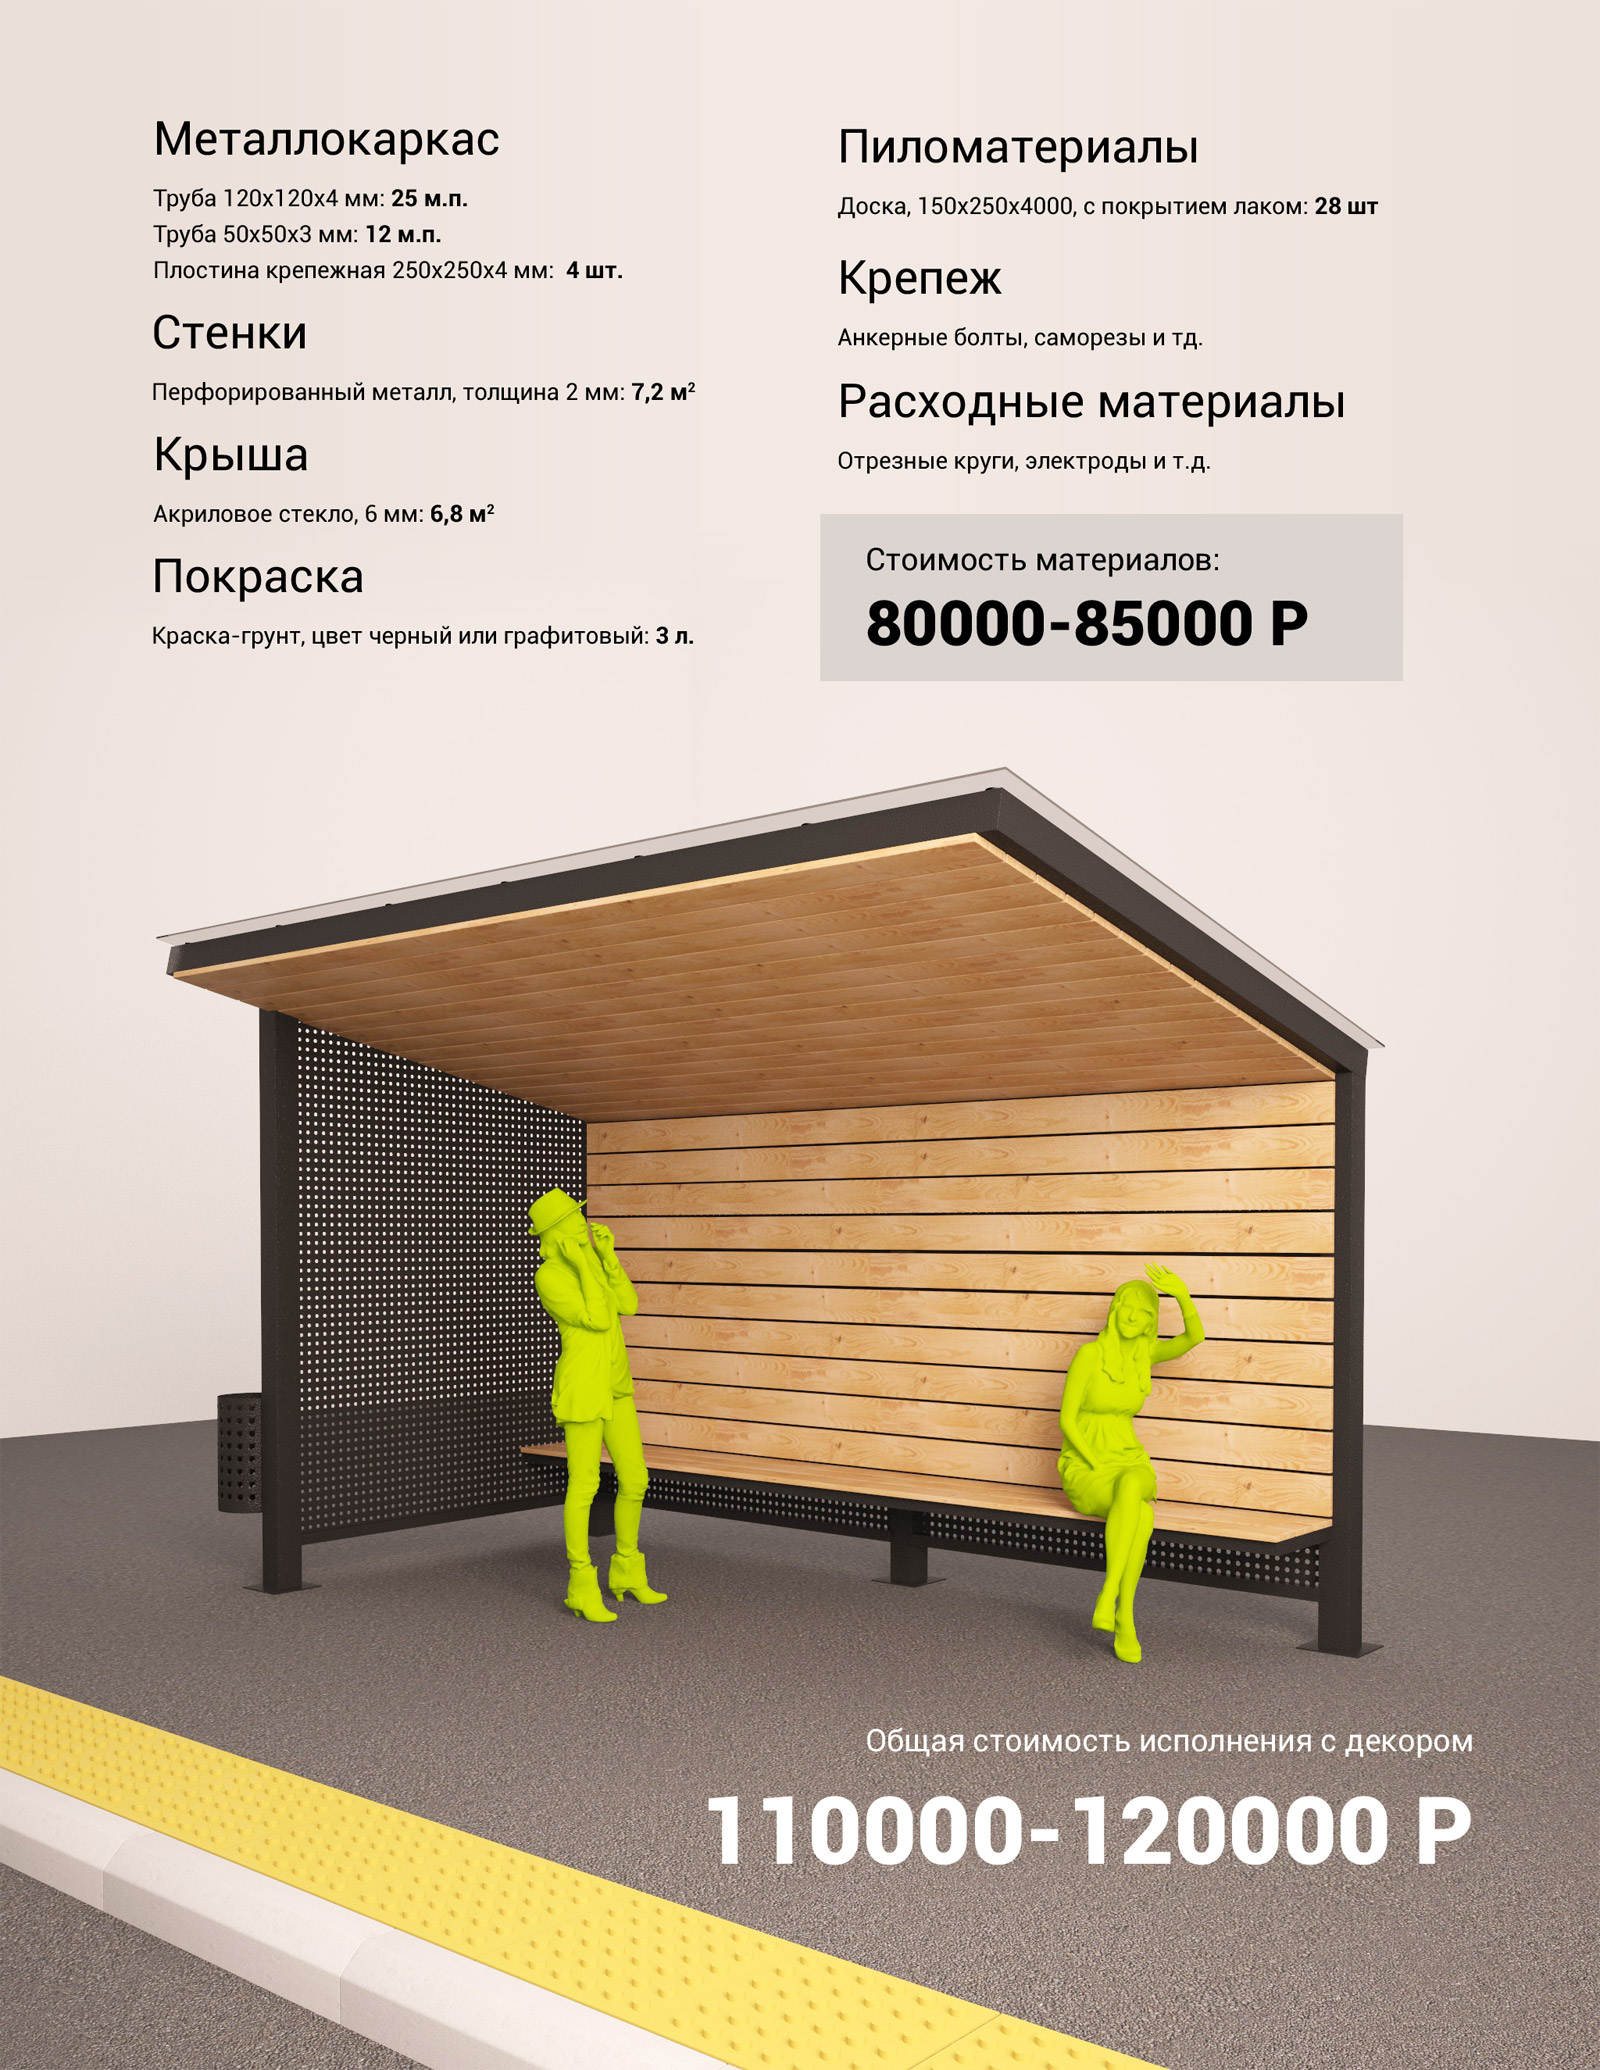 Металлокаркас
Труба 120х120х4 мм: 25 м.п.
Труба 50х50х3 мм: 12 м.п.
Плостина крепежная 250х250х4 мм: 4 шт.
Стенки
Перфорированный металл, толщина 2 мм: 7,2 м²
Крыша
Акриловое стекло, 6 мм: 6,8 м²
Покраска
Краска-грунт, цвет черный или графитовый: 3 л.
Пиломатериалы
Доска, 150х250х4000, с покрытием лаком: 28 шт
Крепеж
Анкерные болты, саморезы и тд.
Расходные материалы
Отрезные круги, электроды и т.д.
Стоимость материалов:
80000-85000 Р
Общая стоимость исполнения с декором
110000-120000 Р